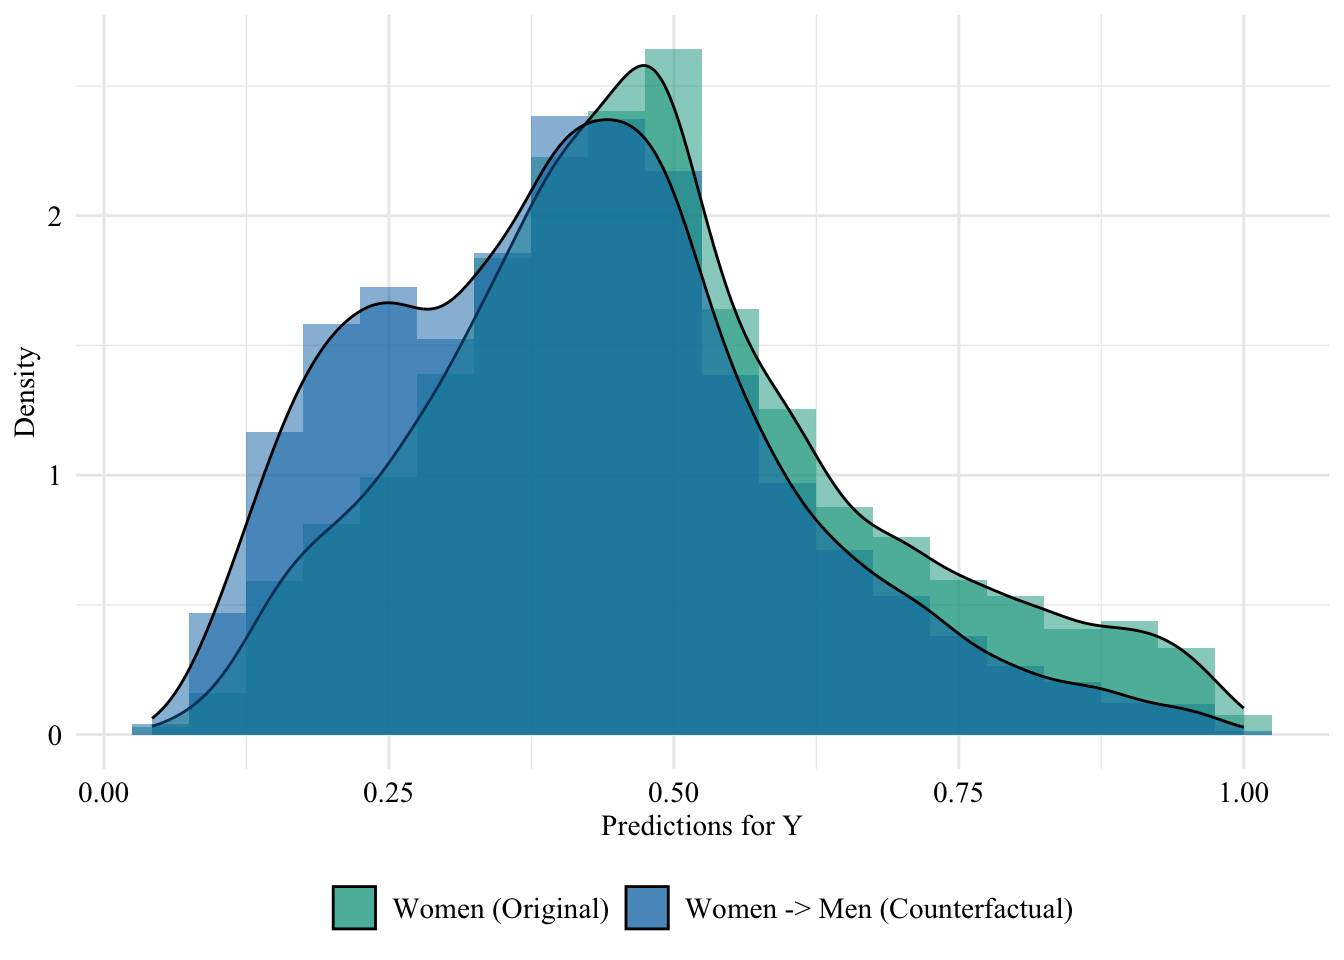 Density
2
1
0
0.00 0.25 0.50 0.75 1.00
Predictions for Y
Women (Original) Women -> Men (Counterfactual)